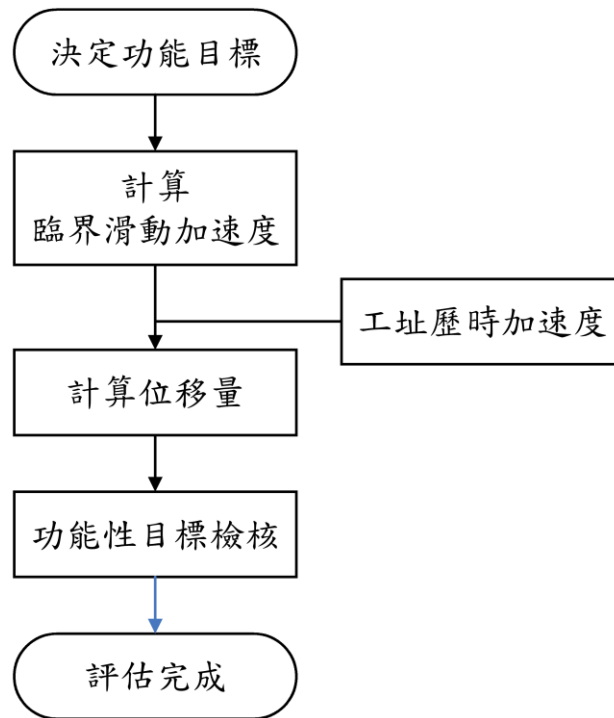 決定功能目標
計算
臨界滑動加速度
工址歷時加速度
計算位移量
功能性目標檢核
評估完成